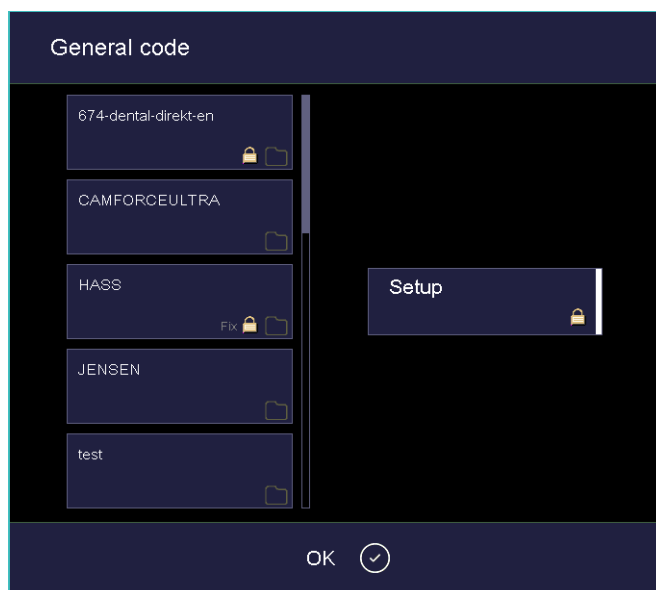 General code
674-dental-direkt-en
CAMFORCEULTRA
HASS
Fix
JENSEN
test
Setup
OK